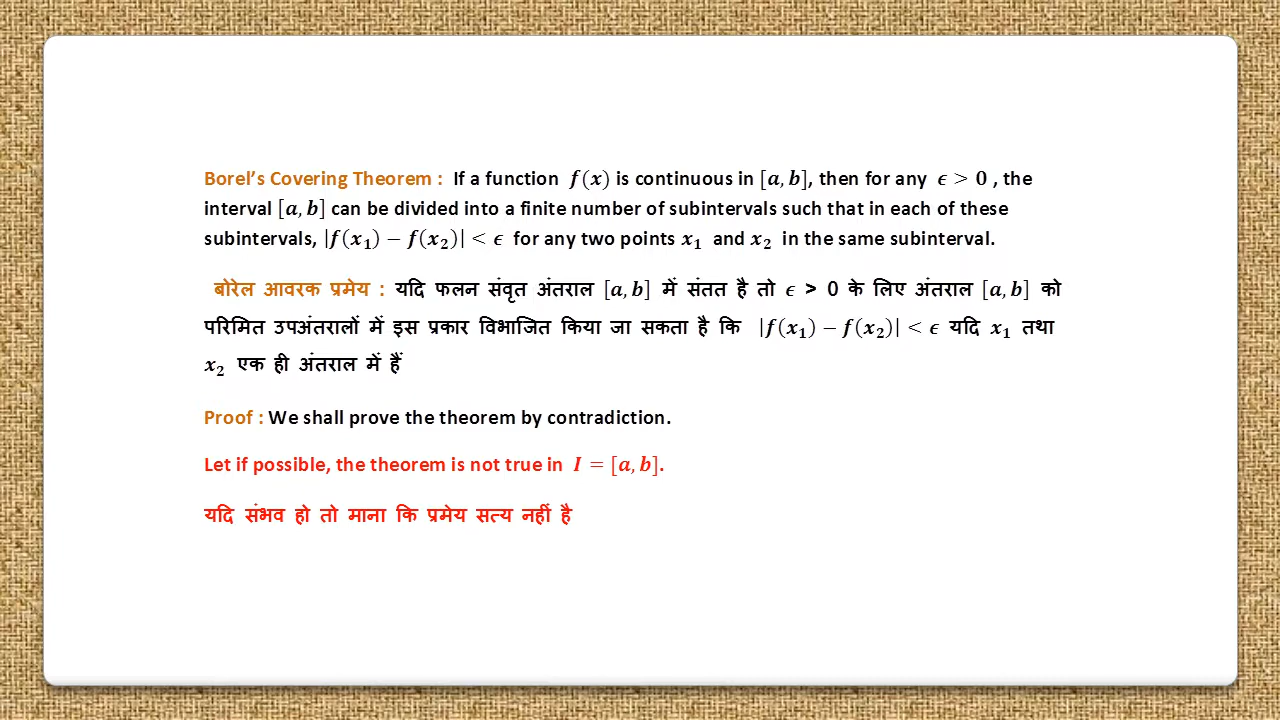 Borel’s Covering Theorem :  If a function  f(x) is continuous in [a, b], then for any  ϵ > 0 , the
interval [a, b] can be divided into a finite number of subintervals such that in each of these
subintervals, |f(x₁) − f(x₂)| < ϵ  for any two points x₁  and x₂  in the same subinterval.
बोरेल आवरक प्रमेय : यदि फलन संवृत अंतराल [a, b] में संतत है तो ϵ > 0 के लिए अंतराल [a, b] को
परिमित उपअंतरालों में इस प्रकार विभाजित किया जा सकता है कि  |f(x₁) − f(x₂)| < ϵ यदि x₁ तथा
x₂ एक ही अंतराल में हैं
Proof : We shall prove the theorem by contradiction.
Let if possible, the theorem is not true in  I = [a, b].
यदि संभव हो तो माना कि प्रमेय सत्य नहीं है